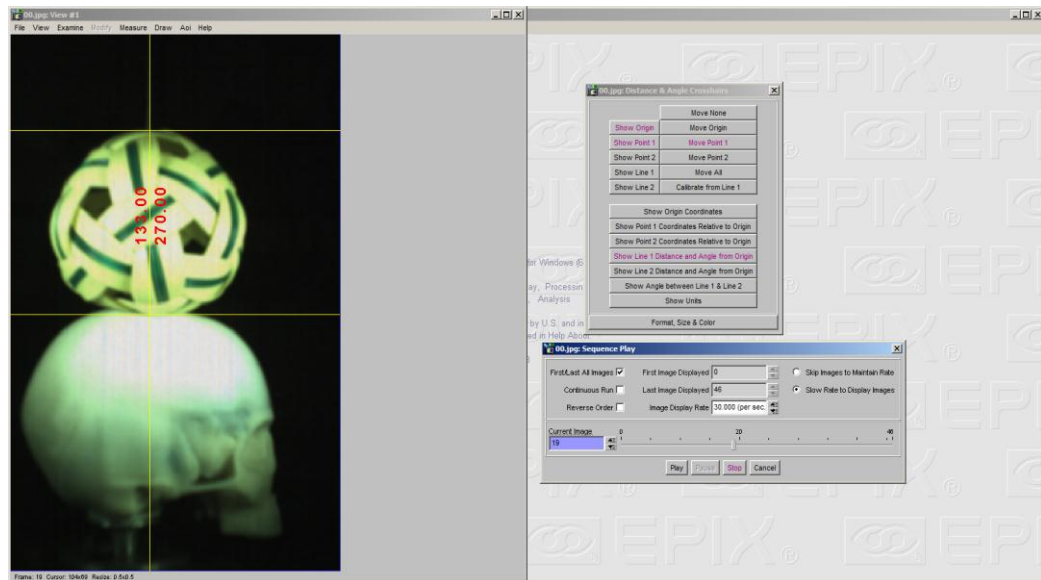 00.jpg: View #1
File View Examine Modify Measure Draw Aoi Help
133.00
270.00
Frame: 19 Cursor: 104x69 Resize: 0.5x0.5
EPIX®
00.jpg: Distance & Angle Crosshairs
Move None
Show Origin Move Origin
Show Point 1 Move Point 1
Show Point 2 Move Point 2
Show Line 1 Move All
Show Line 2 Calibrate from Line 1
Show Origin Coordinates
Show Point 1 Coordinates Relative to Origin
Show Point 2 Coordinates Relative to Origin
Show Line 1 Distance and Angle from Origin
Show Line 2 Distance and Angle from Origin
Show Angle between Line 1 & Line 2
Show Units
Format, Size & Color
for Windows
ay, Processin
, Analysis
by U.S. and in
ed in Help About
00.jpg: Sequence Play
First/Last All Images First Image Displayed 0 Skip Images to Maintain Rate
Continuous Run Last Image Displayed 46 Slow Rate to Display Images
Reverse Order Image Display Rate 30.000 (per sec.
Current Image 0 20 46
19
Play Pause Stop Cancel